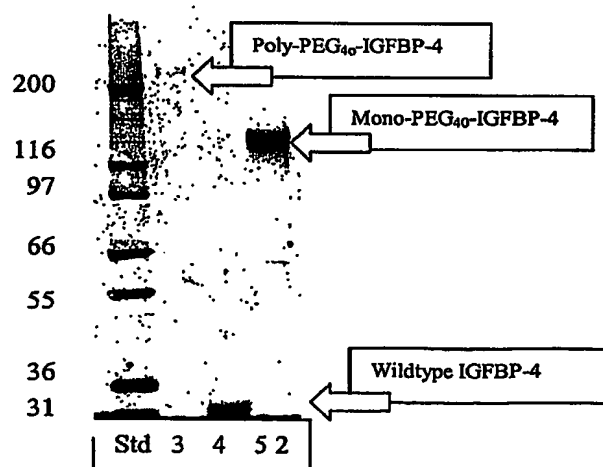 Poly-PEG₄₀-IGFBP-4
200
Mono-PEG₄₀-IGFBP-4
116
97
66
55
36
Wildtype IGFBP-4
31
Std 3 4 5 2